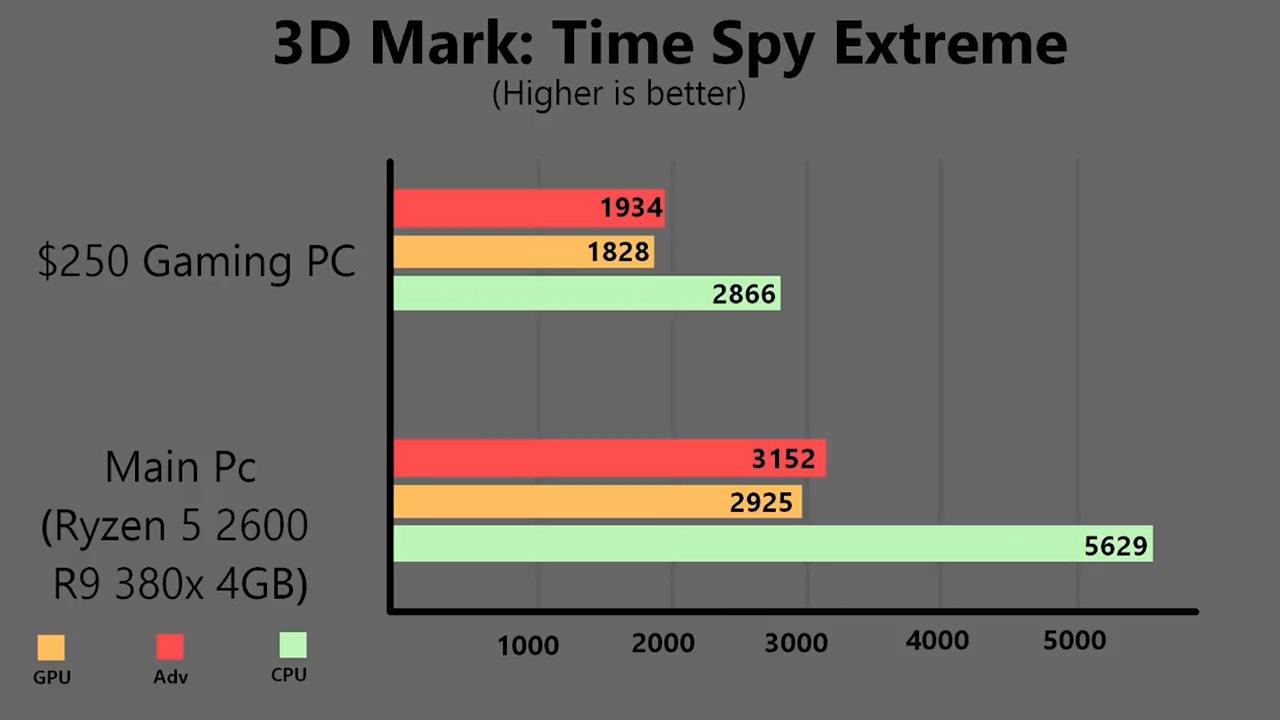 3D Mark: Time Spy Extreme
(Higher is better)
$250 Gaming PC
1934
1828
2866
Main Pc
(Ryzen 5 2600
R9 380x 4GB)
3152
2925
5629
1000 2000 3000 4000 5000
GPU Adv CPU